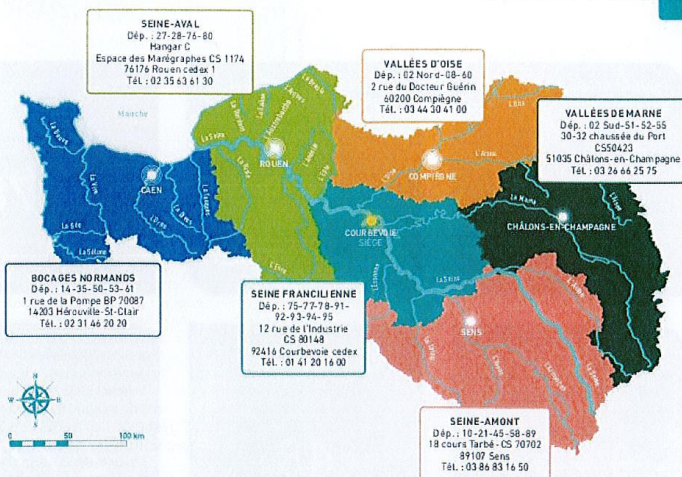 SEINE-AVAL
Dép. : 27-28-76-80
Hangar C
Espace des Marégraphes CS 1174
76176 Rouen cedex 1
Tél. : 02 35 63 61 30
VALLÉES D'OISE
Dép. : 02 Nord-08-60
2 rue du Docteur Guérin
60200 Compiègne
Tél. : 03 44 30 41 00
VALLÉES DE MARNE
Dép. : 02 Sud-51-52-55
30-32 chaussée du Port
CS50423
51035 Châlons-en-Champagne
Tél. : 03 26 66 25 75
Manche
La Seine
ROUEN
CAEN
COMPIÈGNE
L'Oise
L'Aisne
La Marne
CHÂLONS-EN-CHAMPAGNE
COURBEVOIE
SIÈGE
La Vire
L'Orne
La Sée
La Sélune
L'Eure
La Seine
SENS
BOCAGES NORMANDS
Dép. : 14-35-50-53-61
1 rue de la Pompe BP 70087
14203 Hérouville-St-Clair
Tél. : 02 31 46 20 20
SEINE FRANCILIENNE
Dép. : 75-77-78-91-
92-93-94-95
12 rue de l'Industrie
CS 80148
92416 Courbevoie cedex
Tél. : 01 41 20 16 00
SEINE-AMONT
Dép. : 10-21-45-58-89
18 cours Tarbé - CS 70702
89107 Sens
Tél. : 03 86 83 16 50
N
S
0 50 100 km